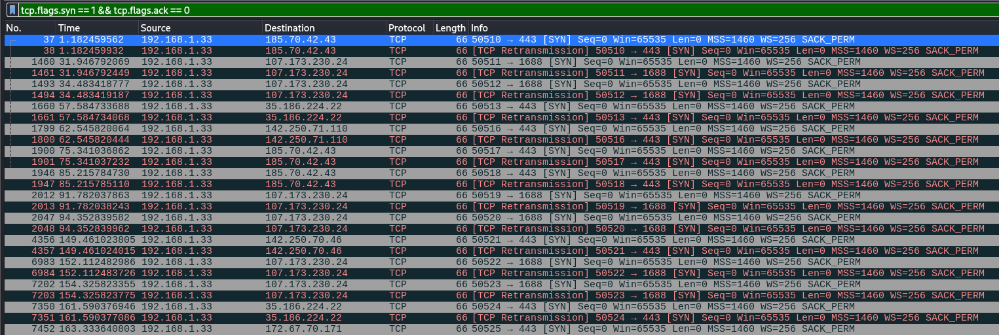 tcp.flags.syn == 1 && tcp.flags.ack == 0
No. Time Source Destination Protocol Length Info
37 1.182459562 192.168.1.33 185.70.42.43 TCP 66 50510 → 443 [SYN] Seq=0 Win=65535 Len=0 MSS=1460 WS=256 SACK_PERM
38 1.182459932 192.168.1.33 185.70.42.43 TCP 66 [TCP Retransmission] 50510 → 443 [SYN] Seq=0 Win=65535 Len=0 MSS=1460 WS=256 SACK_PERM
1460 31.946792069 192.168.1.33 107.173.230.24 TCP 66 50511 → 1688 [SYN] Seq=0 Win=65535 Len=0 MSS=1460 WS=256 SACK_PERM
1461 31.946792449 192.168.1.33 107.173.230.24 TCP 66 [TCP Retransmission] 50511 → 1688 [SYN] Seq=0 Win=65535 Len=0 MSS=1460 WS=256 SACK_PERM
1493 34.483418777 192.168.1.33 107.173.230.24 TCP 66 50512 → 1688 [SYN] Seq=0 Win=65535 Len=0 MSS=1460 WS=256 SACK_PERM
1494 34.483419187 192.168.1.33 107.173.230.24 TCP 66 [TCP Retransmission] 50512 → 1688 [SYN] Seq=0 Win=65535 Len=0 MSS=1460 WS=256 SACK_PERM
1660 57.584733688 192.168.1.33 35.186.224.22 TCP 66 50513 → 443 [SYN] Seq=0 Win=65535 Len=0 MSS=1460 WS=256 SACK_PERM
1661 57.584734068 192.168.1.33 35.186.224.22 TCP 66 [TCP Retransmission] 50513 → 443 [SYN] Seq=0 Win=65535 Len=0 MSS=1460 WS=256 SACK_PERM
1799 62.545820064 192.168.1.33 142.250.71.110 TCP 66 50516 → 443 [SYN] Seq=0 Win=65535 Len=0 MSS=1460 WS=256 SACK_PERM
1800 62.545820444 192.168.1.33 142.250.71.110 TCP 66 [TCP Retransmission] 50516 → 443 [SYN] Seq=0 Win=65535 Len=0 MSS=1460 WS=256 SACK_PERM
1900 75.341036862 192.168.1.33 185.70.42.43 TCP 66 50517 → 443 [SYN] Seq=0 Win=65535 Len=0 MSS=1460 WS=256 SACK_PERM
1901 75.341037232 192.168.1.33 185.70.42.43 TCP 66 [TCP Retransmission] 50517 → 443 [SYN] Seq=0 Win=65535 Len=0 MSS=1460 WS=256 SACK_PERM
1946 85.215784730 192.168.1.33 185.70.42.43 TCP 66 50518 → 443 [SYN] Seq=0 Win=65535 Len=0 MSS=1460 WS=256 SACK_PERM
1947 85.215785110 192.168.1.33 185.70.42.43 TCP 66 [TCP Retransmission] 50518 → 443 [SYN] Seq=0 Win=65535 Len=0 MSS=1460 WS=256 SACK_PERM
2012 91.782037863 192.168.1.33 107.173.230.24 TCP 66 50519 → 1688 [SYN] Seq=0 Win=65535 Len=0 MSS=1460 WS=256 SACK_PERM
2013 91.782038243 192.168.1.33 107.173.230.24 TCP 66 [TCP Retransmission] 50519 → 1688 [SYN] Seq=0 Win=65535 Len=0 MSS=1460 WS=256 SACK_PERM
2047 94.352839582 192.168.1.33 107.173.230.24 TCP 66 50520 → 1688 [SYN] Seq=0 Win=65535 Len=0 MSS=1460 WS=256 SACK_PERM
2048 94.352839962 192.168.1.33 107.173.230.24 TCP 66 [TCP Retransmission] 50520 → 1688 [SYN] Seq=0 Win=65535 Len=0 MSS=1460 WS=256 SACK_PERM
4356 149.461023805 192.168.1.33 142.250.70.46 TCP 66 50521 → 443 [SYN] Seq=0 Win=65535 Len=0 MSS=1460 WS=256 SACK_PERM
4357 149.461024015 192.168.1.33 142.250.70.46 TCP 66 [TCP Retransmission] 50521 → 443 [SYN] Seq=0 Win=65535 Len=0 MSS=1460 WS=256 SACK_PERM
6983 152.112482986 192.168.1.33 107.173.230.24 TCP 66 50522 → 1688 [SYN] Seq=0 Win=65535 Len=0 MSS=1460 WS=256 SACK_PERM
6984 152.112483726 192.168.1.33 107.173.230.24 TCP 66 [TCP Retransmission] 50522 → 1688 [SYN] Seq=0 Win=65535 Len=0 MSS=1460 WS=256 SACK_PERM
7202 154.325823355 192.168.1.33 107.173.230.24 TCP 66 50523 → 1688 [SYN] Seq=0 Win=65535 Len=0 MSS=1460 WS=256 SACK_PERM
7203 154.325823775 192.168.1.33 107.173.230.24 TCP 66 [TCP Retransmission] 50523 → 1688 [SYN] Seq=0 Win=65535 Len=0 MSS=1460 WS=256 SACK_PERM
7350 161.590376946 192.168.1.33 35.186.224.22 TCP 66 50524 → 443 [SYN] Seq=0 Win=65535 Len=0 MSS=1460 WS=256 SACK_PERM
7351 161.590377086 192.168.1.33 35.186.224.22 TCP 66 [TCP Retransmission] 50524 → 443 [SYN] Seq=0 Win=65535 Len=0 MSS=1460 WS=256 SACK_PERM
7452 163.333640803 192.168.1.33 172.67.70.171 TCP 66 50525 → 443 [SYN] Seq=0 Win=65535 Len=0 MSS=1460 WS=256 SACK_PERM